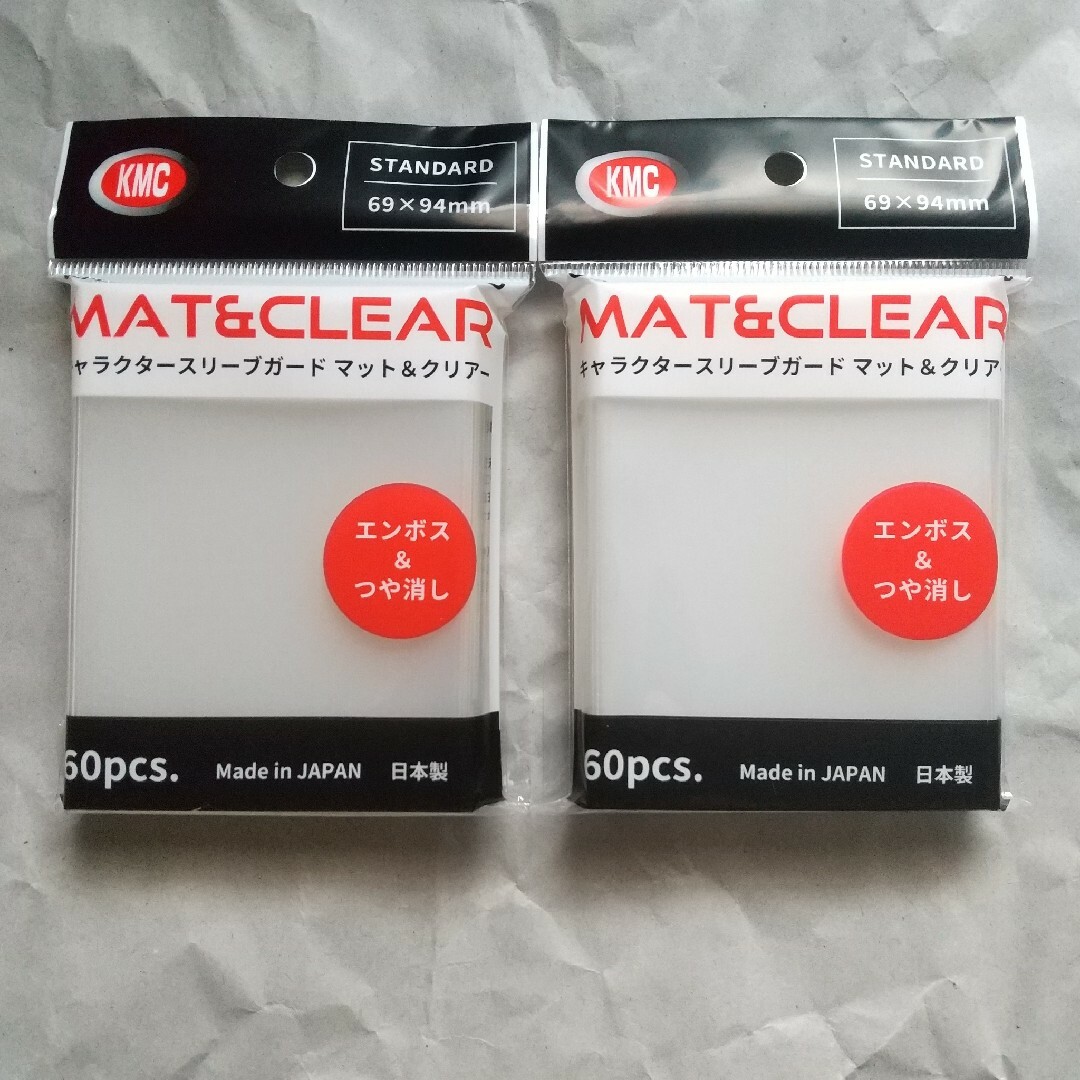 KMC
STANDARD
69×94mm
MAT&CLEAR
ャラクタースリーブガード マット&クリアー
エンボス
&
つや消し
60pcs. Made in JAPAN 日本製
KMC
STANDARD
69×94mm
MAT&CLEAR
キャラクタースリーブガード マット&クリア
エンボス
&
つや消し
60pcs. Made in JAPAN 日本製